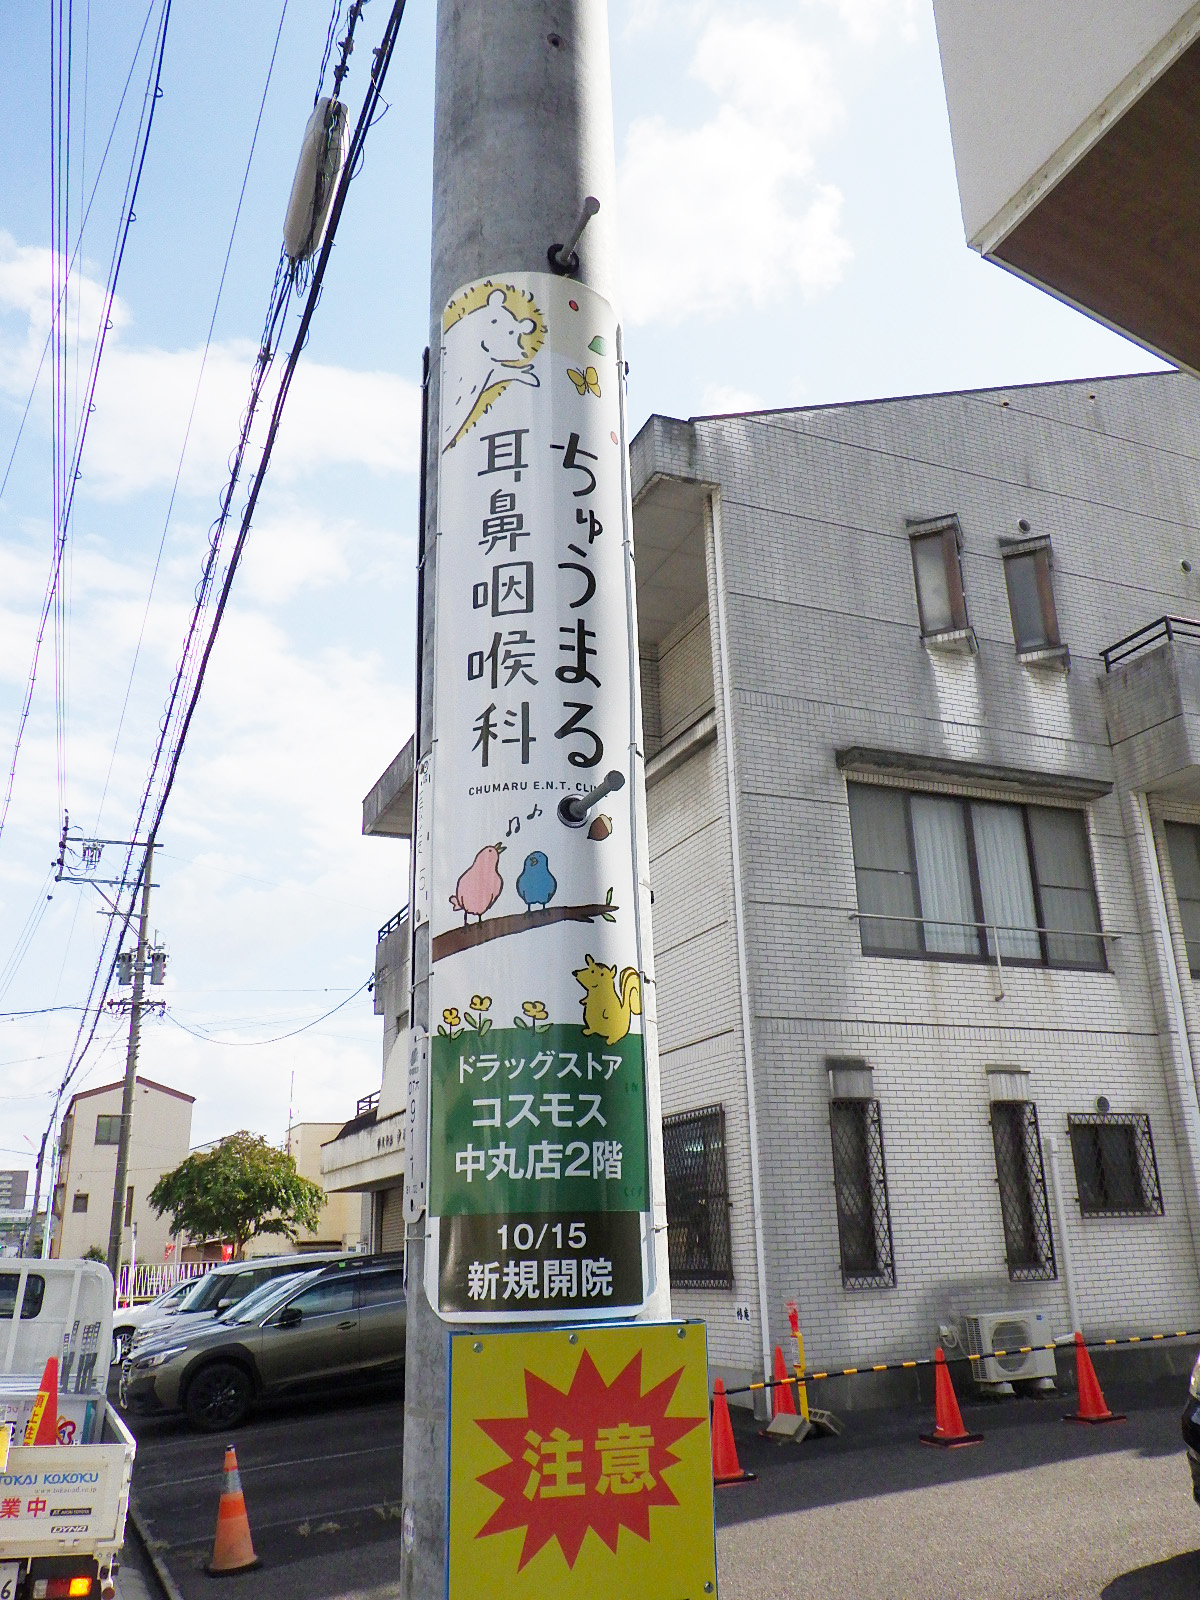 ちゅうまる
耳鼻咽喉科
CHUMARU E.N.T.
ドラッグストア
コスモス
中丸店2階
10/15
新規開院
注意
TOKAI KOKOKU
業中
DYNA
6